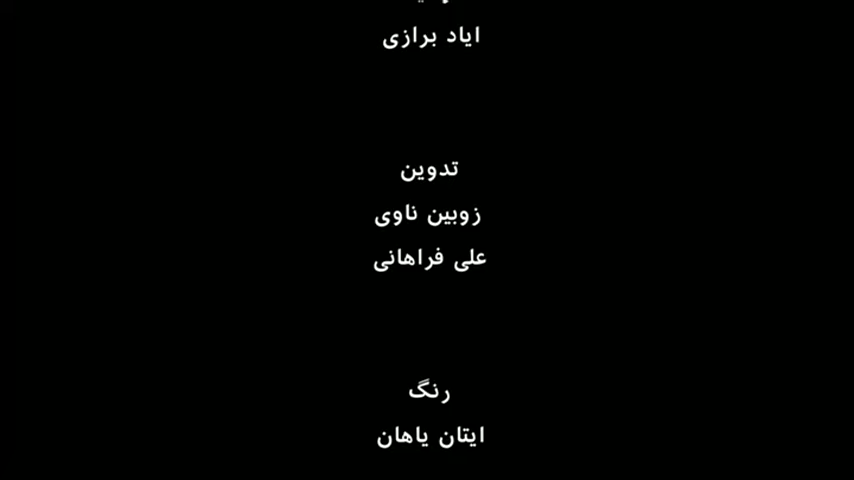 ایاد برازی
تدوین
زوبین ناوی
علی فراهانی
رنگ
ایتان یاهان